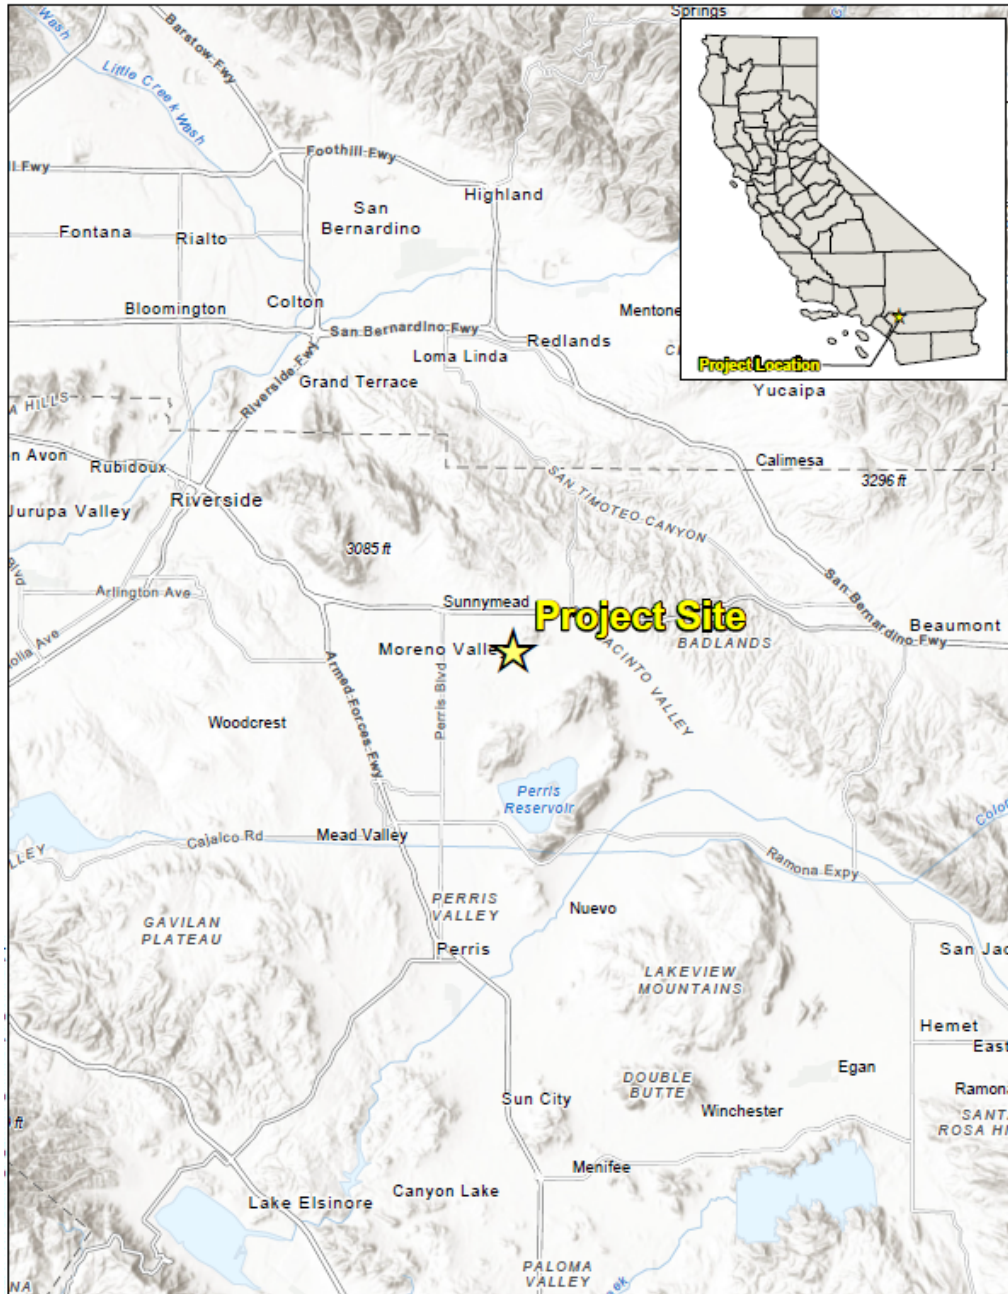 Springs
Wash
Barstow Fwy
Little Creek Wash
Foothill Fwy
Fwy
Highland
San
Bernardino
Fontana
Rialto
Bloomington
Colton
San Bernardino Fwy
Mentone
Redlands
Loma Linda
Riverside Fwy
Grand Terrace
Project Location
Yucaipa
HILLS
Avon
Rubidoux
Calimesa
3296 ft
Riverside
SAN TIMOTEO CANYON
Jurupa Valley
3085 ft
Blvd
Arlington Ave
San Bernardino Fwy
Sunnymead
Project Site
Beaumont
BADLANDS
Moreno Valley
ACINTO VALLEY
Armed Forces Fwy
Perris Blvd
Woodcrest
Perris
Reservoir
Cajalco Rd
Mead Valley
Ramona Expy
PERRIS
VALLEY
Nuevo
GAVILAN
PLATEAU
Perris
San Jac
LAKEVIEW
MOUNTAINS
Hemet
East
Egan
DOUBLE
BUTTE
Ramona
Sun City
Winchester
SANT
ROSA HI
Menifee
Canyon Lake
Lake Elsinore
PALOMA
VALLEY